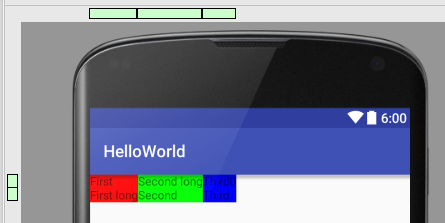 6:00
HelloWorld
First Second long Third
First long Second Third